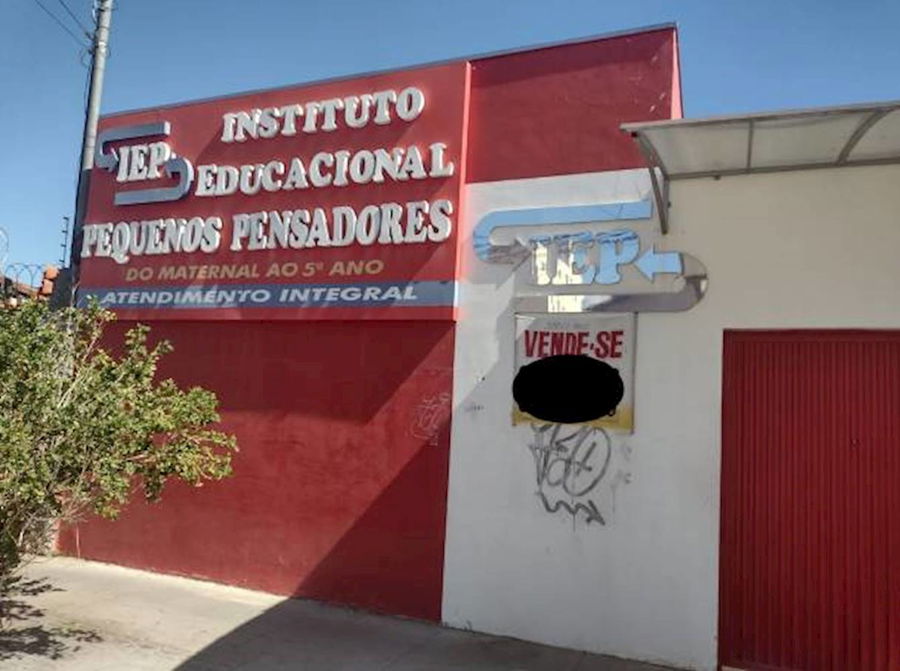 IEP
INSTITUTO
EDUCACIONAL
PEQUENOS PENSADORES
DO MATERNAL AO 5º ANO
ATENDIMENTO INTEGRAL
IEP
VENDE-SE